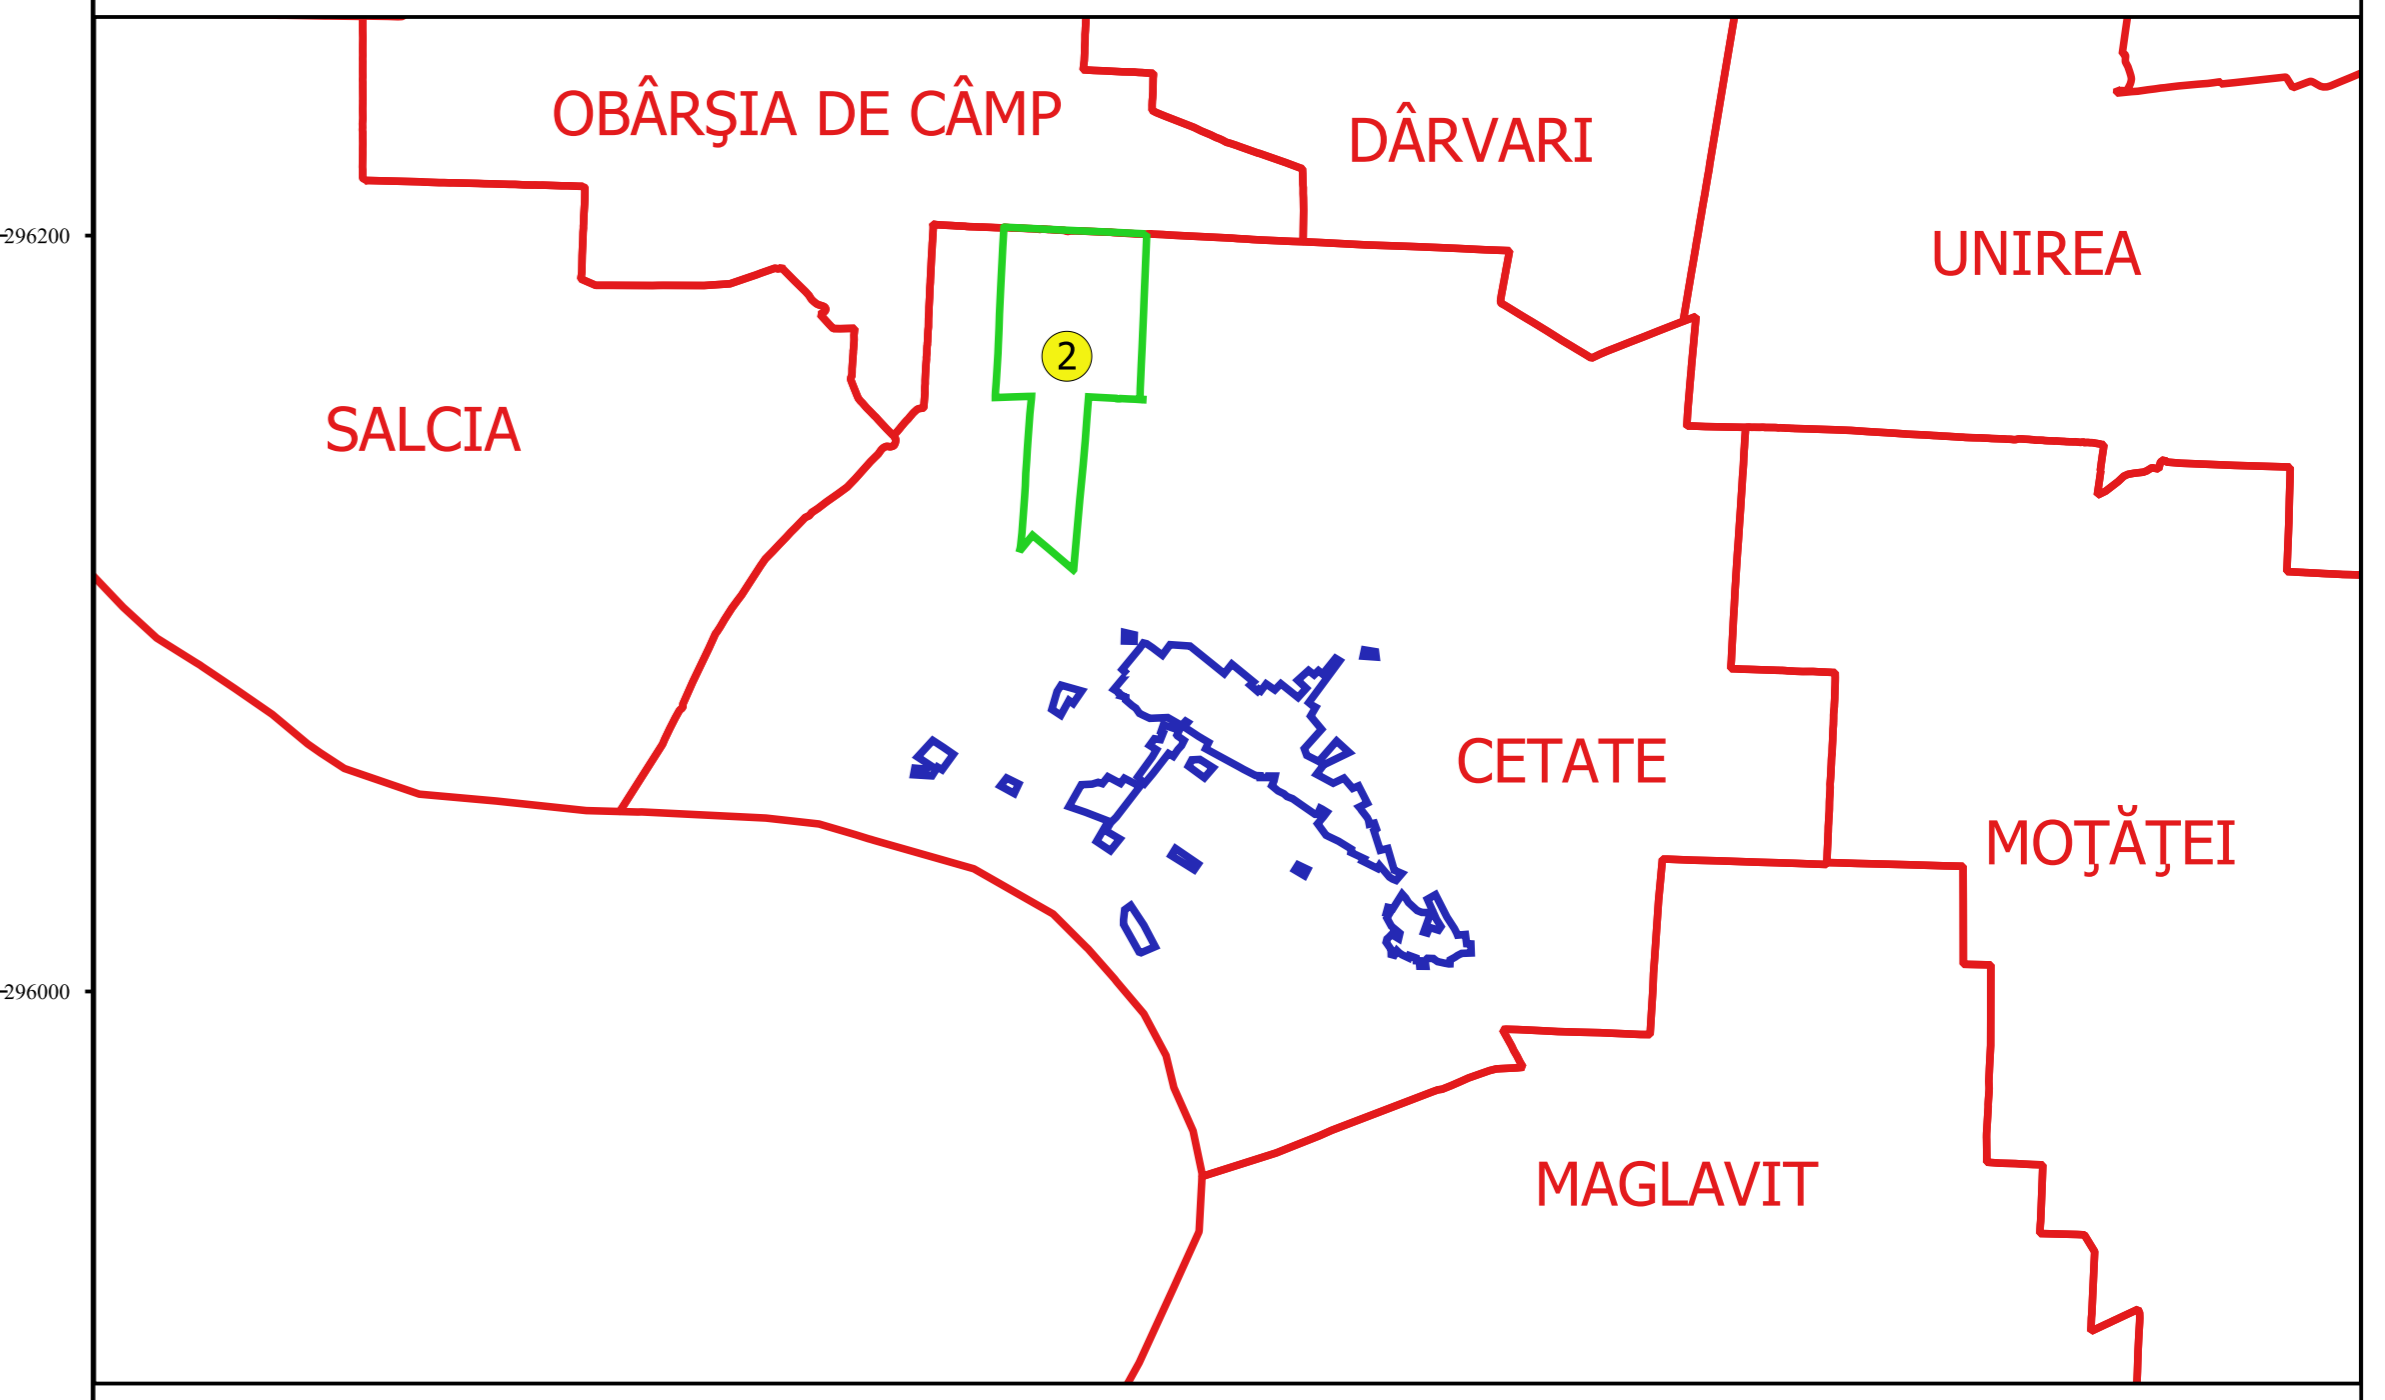 OBÂRŞIA DE CÂMP
DÂRVARI
296200
UNIREA
2
SALCIA
CETATE
MOŢĂŢEI
296000
MAGLAVIT